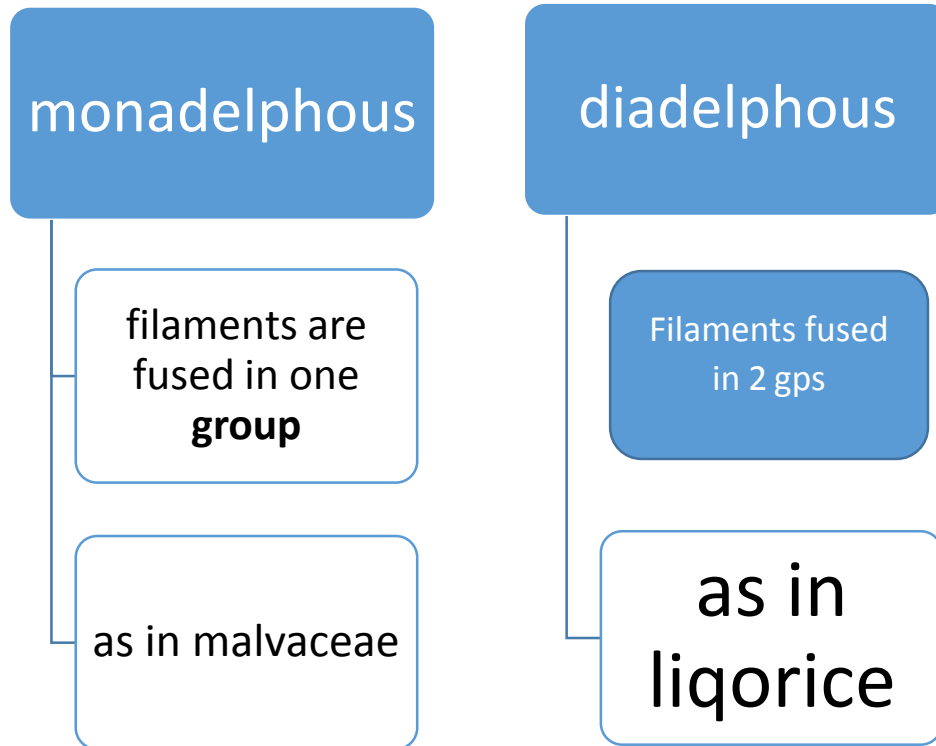 monadelphous
filaments are
fused in one
group
as in malvaceae
diadelphous
Filaments fused
in 2 gps
as in
liqorice